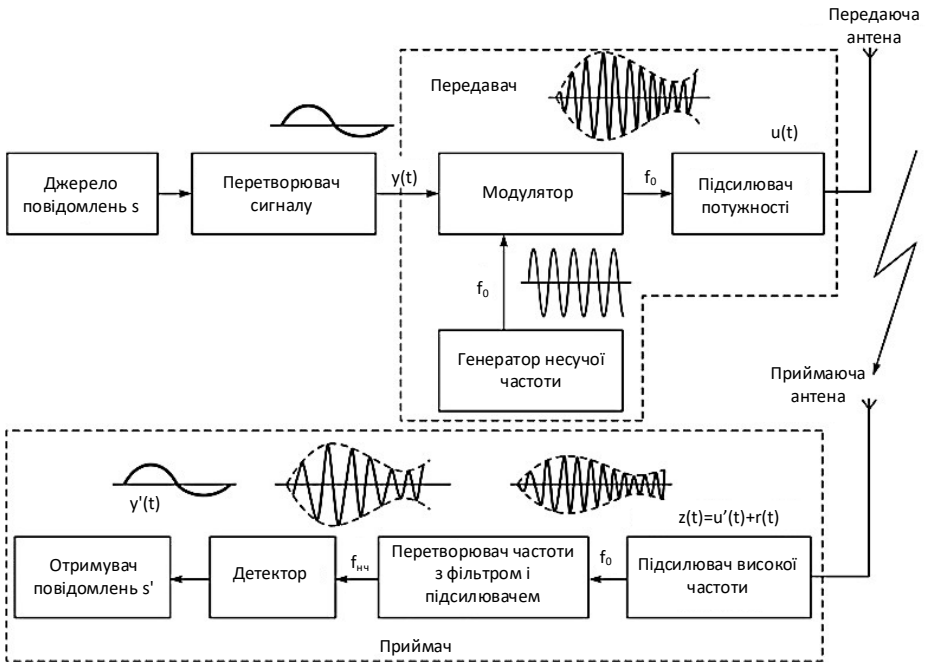 Передаюча
антена
Передавач
u(t)
Джерело
повідомлень s
Перетворювач
сигналу
y(t)
Модулятор
f₀
Підсилювач
потужності
f₀
Генератор несучої
частоти
Приймаюча
антена
y'(t)
z(t)=u'(t)+r(t)
Отримувач
повідомлень s'
Детектор
fнч
Перетворювач частоти
з фільтром і
підсилювачем
f₀
Підсилювач високої
частоти
Приймач